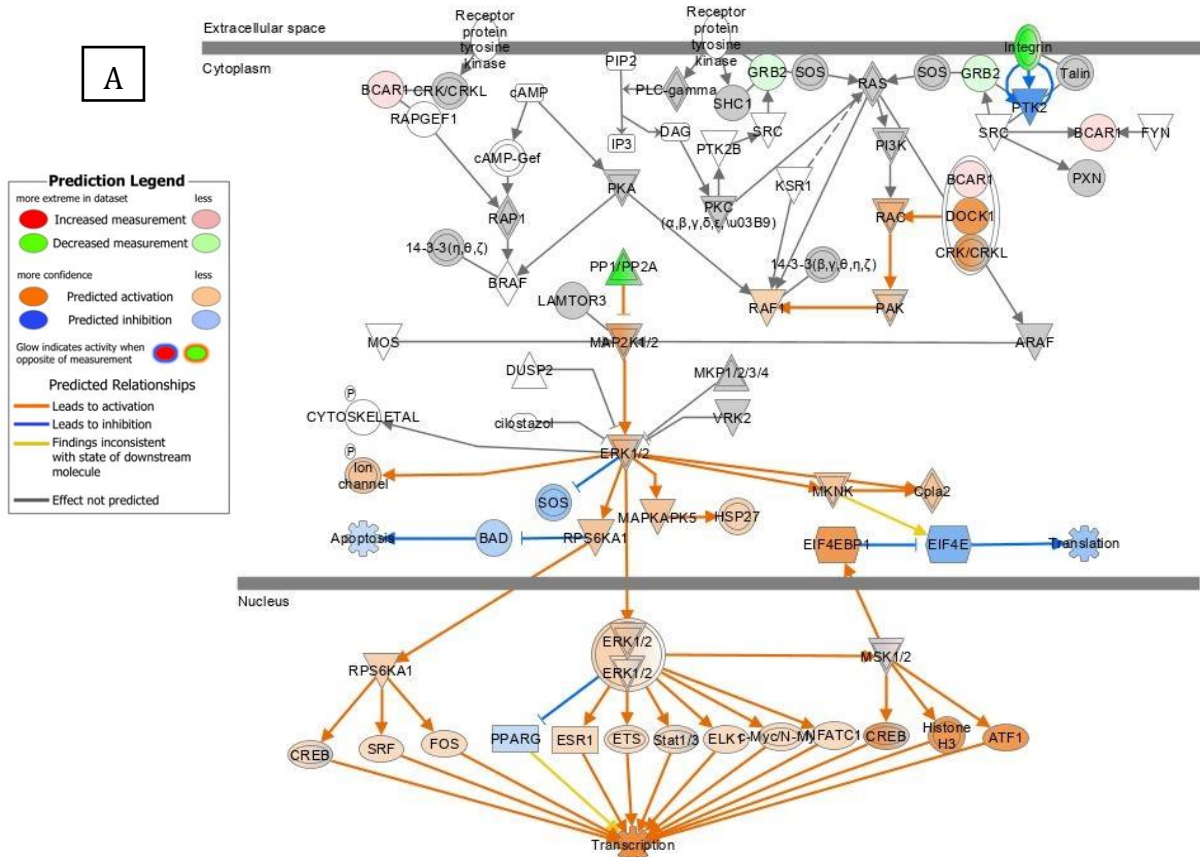 A
Extracellular space
Cytoplasm
Receptor
protein
tyrosine
kinase
Receptor
protein
tyrosine
kinase
Integrin
BCAR1
CRK/CRKL
RAPGEF1
cAMP
PIP2
PLC-gamma
SHC1
GRB2
SOS
RAS
SOS
GRB2
Talin
PTK2
IP3
DAG
PTK2B
SRC
PI3K
SRC
BCAR1
FYN
PXN
cAMP-Gef
PKA
PKC
(α,β,γ,δ,ε,\u03B9)
KSR1
RAP1
RAC
BCAR1
DOCK1
CRK/CRKL
14-3-3(η,θ,ζ)
BRAF
PP1/PP2A
14-3-3(β,γ,θ,η,ζ)
LAMTOR3
RAF1
PAK
MOS
MAP2K1/2
ARAF
DUSP2
MKP1/2/3/4
P
CYTOSKELETAL
cilostazol
VRK2
P
Ion
channel
ERK1/2
SOS
MKNK
Cpla2
MAPKAPK5
HSP27
Apoptosis
BAD
RPS6KA1
EIF4EBP1
EIF4E
Translation
Nucleus
RPS6KA1
ERK1/2
ERK1/2
MSK1/2
CREB
SRF
FOS
PPARG
ESR1
ETS
Stat1/3
ELK1
c-Myc/N-My
NFATC1
CREB
Histone
H3
ATF1
Transcription
Prediction Legend
more extreme in dataset less
Increased measurement
Decreased measurement
more confidence less
Predicted activation
Predicted inhibition
Glow indicates activity when
opposite of measurement
Predicted Relationships
Leads to activation
Leads to inhibition
Findings inconsistent
with state of downstream
molecule
Effect not predicted